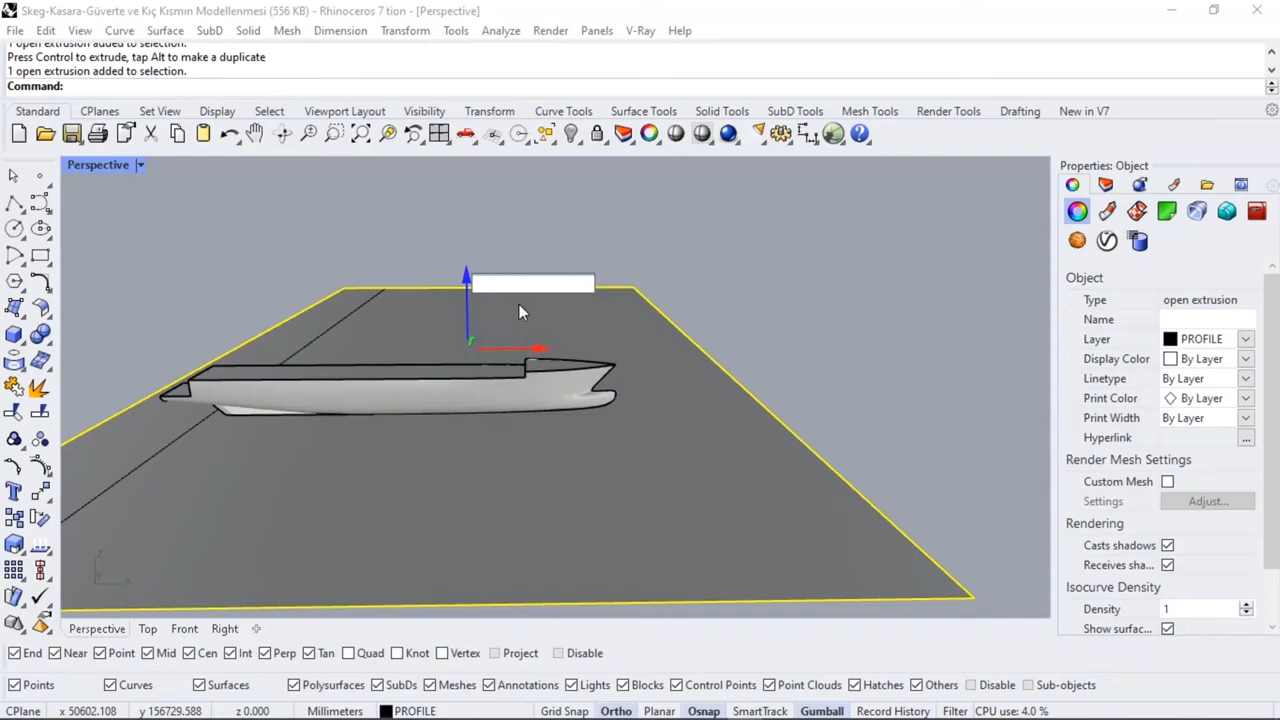 Skeg-Kasara-Güverte ve Kıç Kısmın Modellenmesi (556 KB) - Rhinoceros 7 tion - [Perspective]
File Edit View Curve Surface SubD Solid Mesh Dimension Transform Tools Analyze Render Panels V-Ray Help
1 open extrusion added to selection.
Press Control to extrude, tap Alt to make a duplicate
1 open extrusion added to selection.
Command:
Standard CPlanes Set View Display Select Viewport Layout Visibility Transform Curve Tools Surface Tools Solid Tools SubD Tools Mesh Tools Render Tools Drafting New in V7
Perspective
Properties: Object
Object
Type open extrusion
Name
Layer PROFILE
Display Color By Layer
Linetype By Layer
Print Color By Layer
Print Width By Layer
Hyperlink ...
Render Mesh Settings
Custom Mesh
Settings Adjust...
Rendering
Casts shadows
Receives sha...
Isocurve Density
Density 1
Show surfac...
z
x
Perspective Top Front Right
End Near Point Mid Cen Int Perp Tan Quad Knot Vertex Project Disable
Points Curves Surfaces Polysurfaces SubDs Meshes Annotations Lights Blocks Control Points Point Clouds Hatches Others Disable Sub-objects
CPlane x 50602.108 y 156729.588 z 0.000 Millimeters PROFILE Grid Snap Ortho Planar Osnap SmartTrack Gumball Record History Filter CPU use: 4.0 %